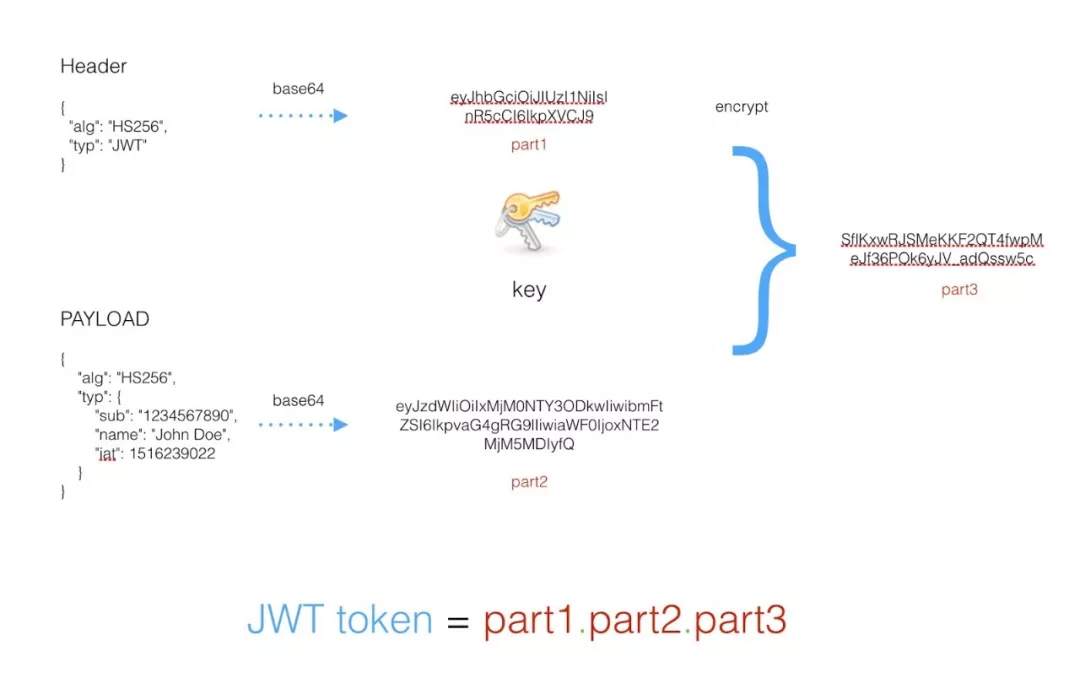 Header
{
"alg": "HS256",
"typ": "JWT"
}
base64
eyJhbGciOiJIUzI1NiIsI
nR5cCI6IkpXVCJ9
part1
encrypt
key
SflKxwRJSMeKKF2QT4fwpM
eJf36POk6yJV_adQssw5c
part3
PAYLOAD
{
"alg": "HS256",
"typ": {
"sub": "1234567890",
"name": "John Doe",
"iat": 1516239022
}
}
base64
eyJzdWIiOiIxMjM0NTY3ODkwIiwibmFt
ZSI6IkpvaG4gRG9lIiwiaWF0IjoxNTE2
MjM5MDIyfQ
part2
JWT token = part1.part2.part3